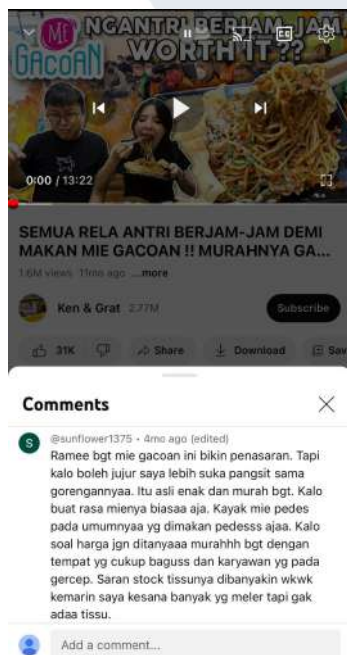 Mie GACOAN
NGANTRI BERJAM-JAM
WORTH IT??
CC
0:00 / 13:22
SEMUA RELA ANTRI BERJAM-JAM DEMI
MAKAN MIE GACOAN !! MURAHNYA GA...
1.6M views 11mo ago ...more
Ken & Grat 2.77M
Subscribe
31K Share Download Sav
Comments
S
@sunflower1375 • 4mo ago (edited)
Ramee bgt mie gacoan ini bikin penasaran. Tapi
kalo boleh jujur saya lebih suka pangsit sama
gorengannyaa. Itu asli enak dan murah bgt. Kalo
buat rasa mienya biasaa aja. Kayak mie pedes
pada umumnyaa yg dimakan pedesss ajaa. Kalo
soal harga jgn ditanyaaa murahhh bgt dengan
tempat yg cukup baguss dan karyawan yg pada
gercep. Saran stock tissunya dibanyakin wkwk
kemarin saya kesana banyak yg meler tapi gak
adaa tissu.
Add a comment...